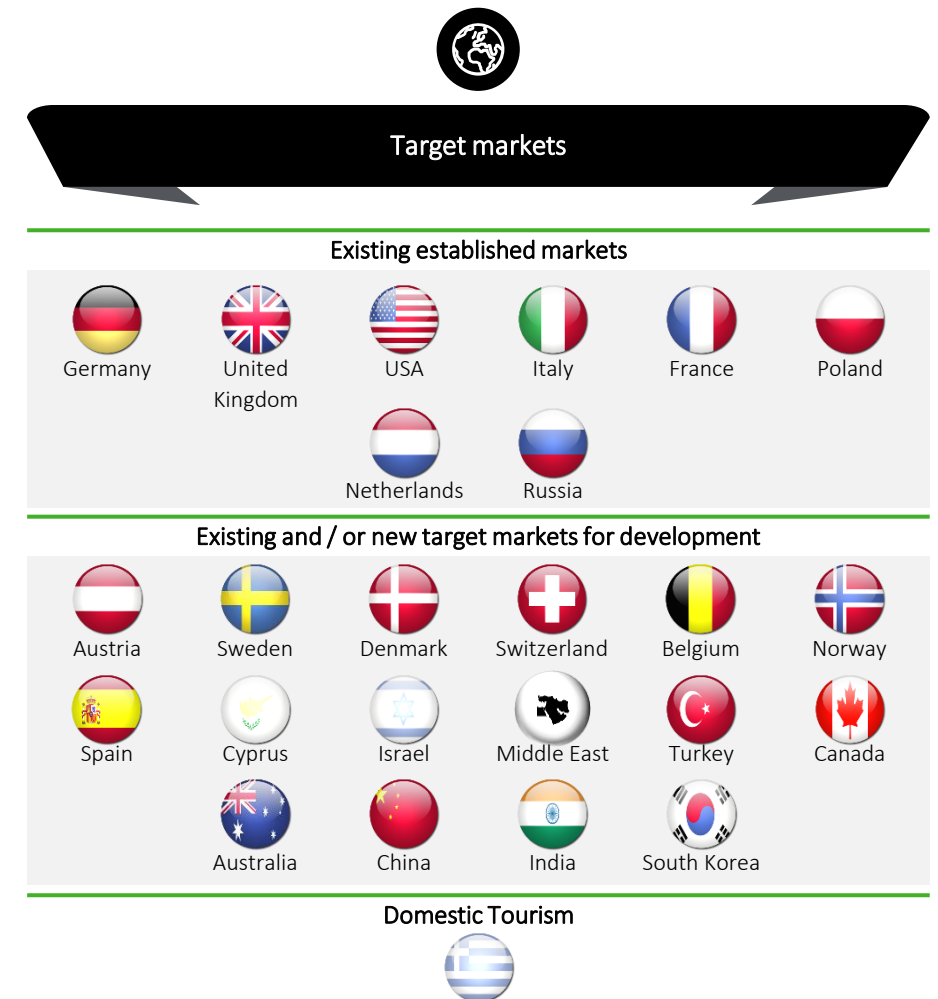 Target markets
Existing established markets
Germany
United Kingdom
USA
Italy
France
Poland
Netherlands
Russia
Existing and / or new target markets for development
Austria
Sweden
Denmark
Switzerland
Belgium
Norway
Spain
Cyprus
Israel
Middle East
Turkey
Canada
Australia
China
India
South Korea
Domestic Tourism